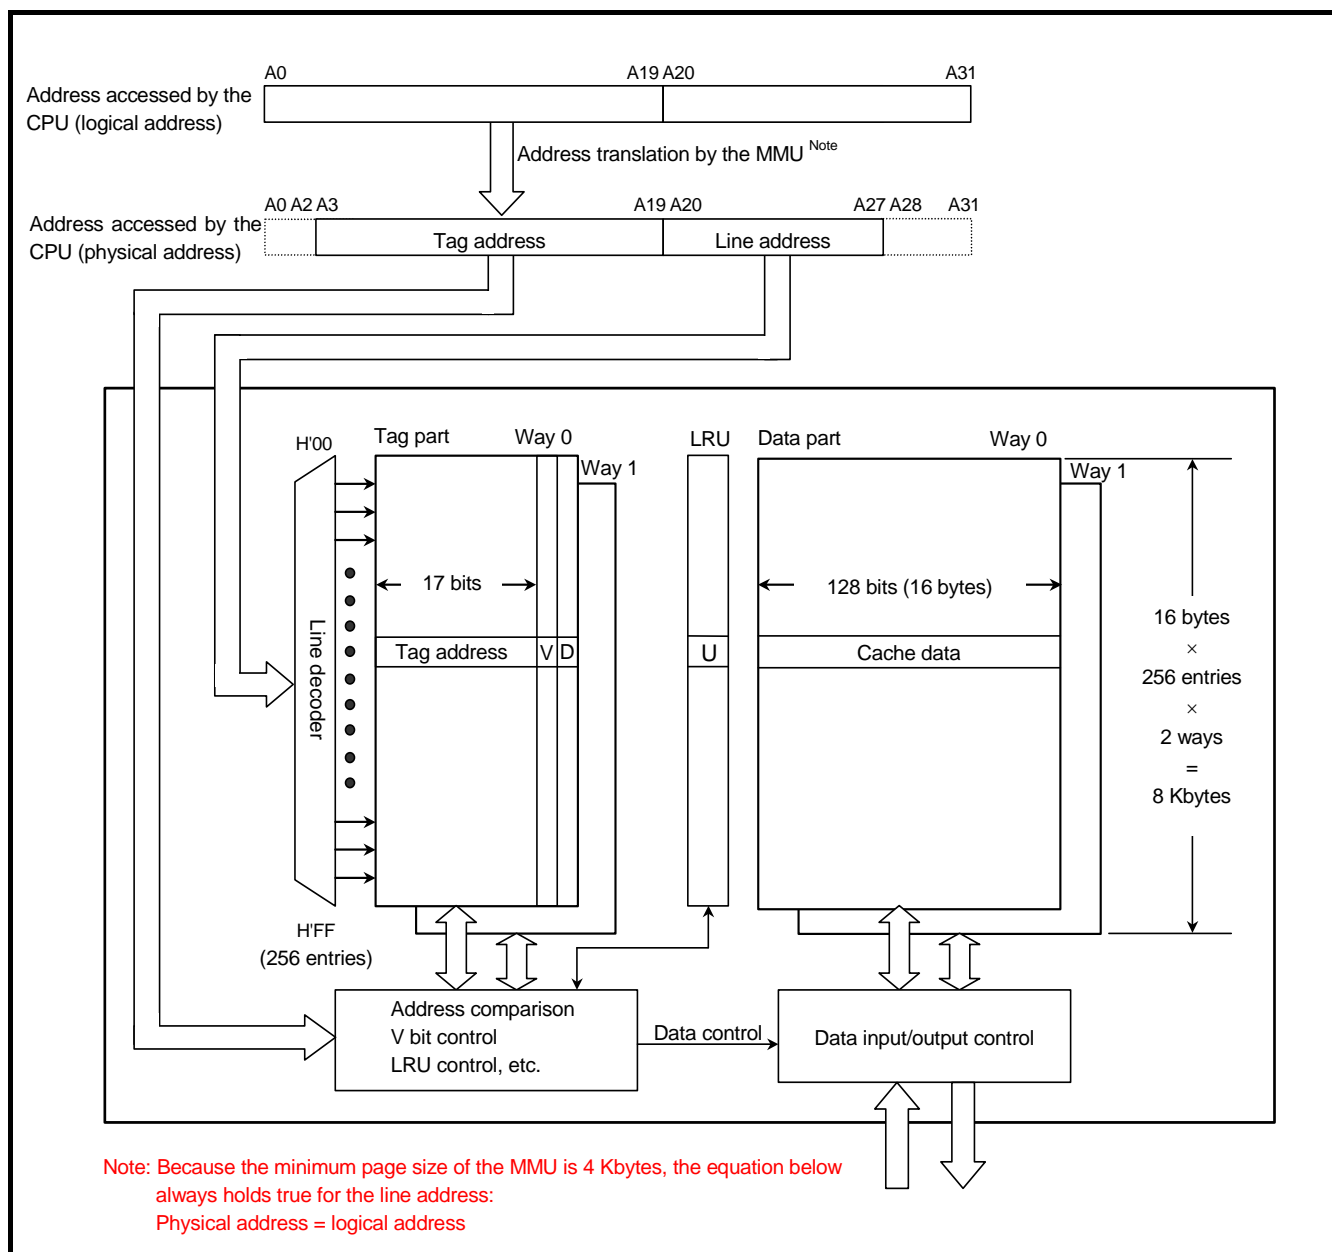 A0 A19 A20 A31
Address accessed by the
CPU (logical address)
Address translation by the MMU Note
A0 A2 A3 A19 A20 A27 A28 A31
Address accessed by the
CPU (physical address)
Tag address Line address
H'00 Tag part Way 0 LRU Data part Way 0
Way 1 Way 1
17 bits 128 bits (16 bytes)
16 bytes
×
256 entries
×
2 ways
=
8 Kbytes
Line decoder
Tag address V D U Cache data
H'FF
(256 entries)
Address comparison
V bit control
LRU control, etc.
Data control
Data input/output control
Note: Because the minimum page size of the MMU is 4 Kbytes, the equation below
always holds true for the line address:
Physical address = logical address